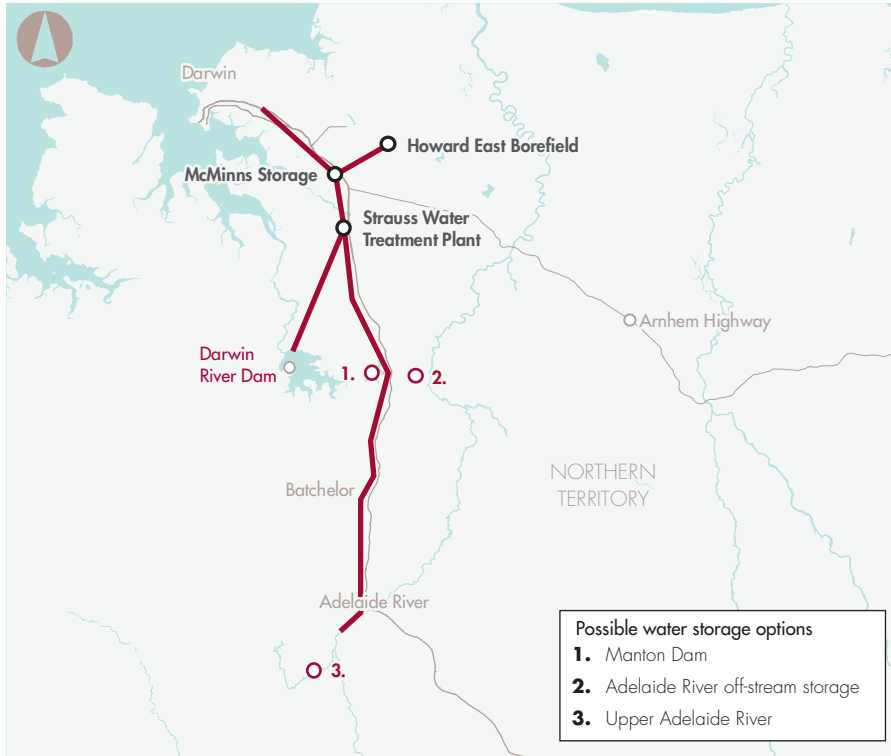 Darwin
Howard East Borefield
McMinns Storage
Strauss Water
Treatment Plant
Arnhem Highway
Darwin
River Dam
1.
2.
Batchelor
NORTHERN
TERRITORY
Adelaide River
3.
Possible water storage options
1. Manton Dam
2. Adelaide River off-stream storage
3. Upper Adelaide River